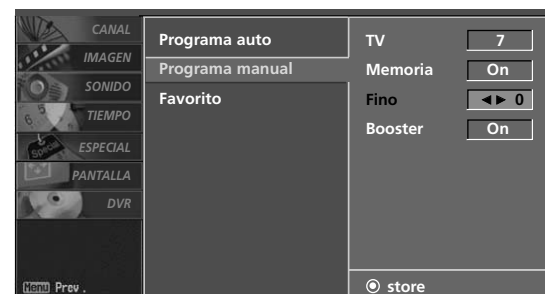 CANAL
IMAGEN
SONIDO
TIEMPO
ESPECIAL
PANTALLA
DVR
Menu Prev .
Programa auto
Programa manual
Favorito
TV 7
Memoria On
Fino ◄► 0
Booster On
store
Special